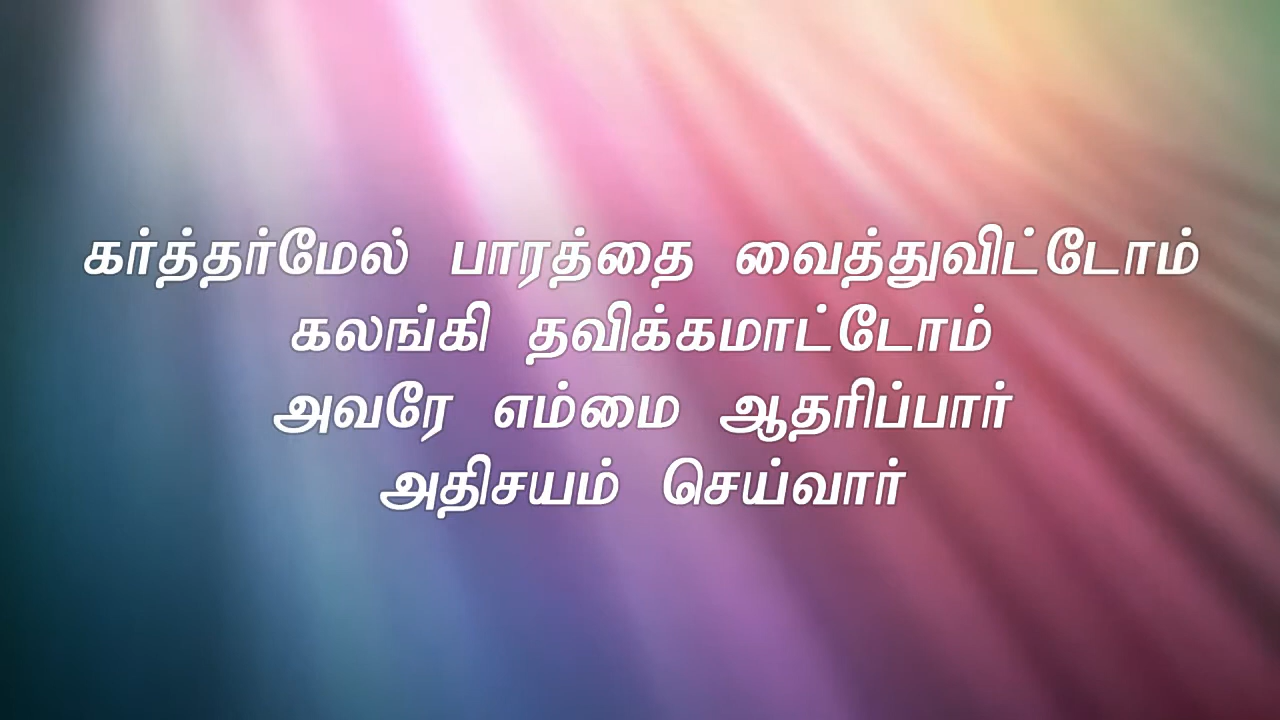 கர்த்தர்மேல் பாரத்தை வைத்துவிட்டோம்
கலங்கி தவிக்கமாட்டோம்
அவரே எம்மை ஆதரிப்பார்
அதிசயம் செய்வார்